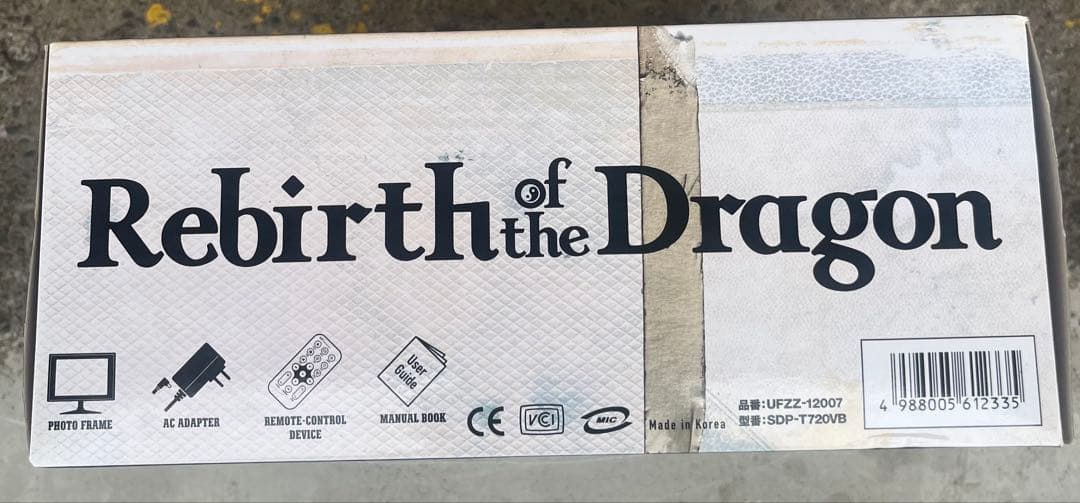 Rebirth of the Dragon
PHOTO FRAME
AC ADAPTER
REMOTE-CONTROL
DEVICE
User
Guide
MANUAL BOOK
CE
VCI
MIC
Made in Korea
品番:UFZZ-12007
型番:SDP-T720VB
4 988005 612335